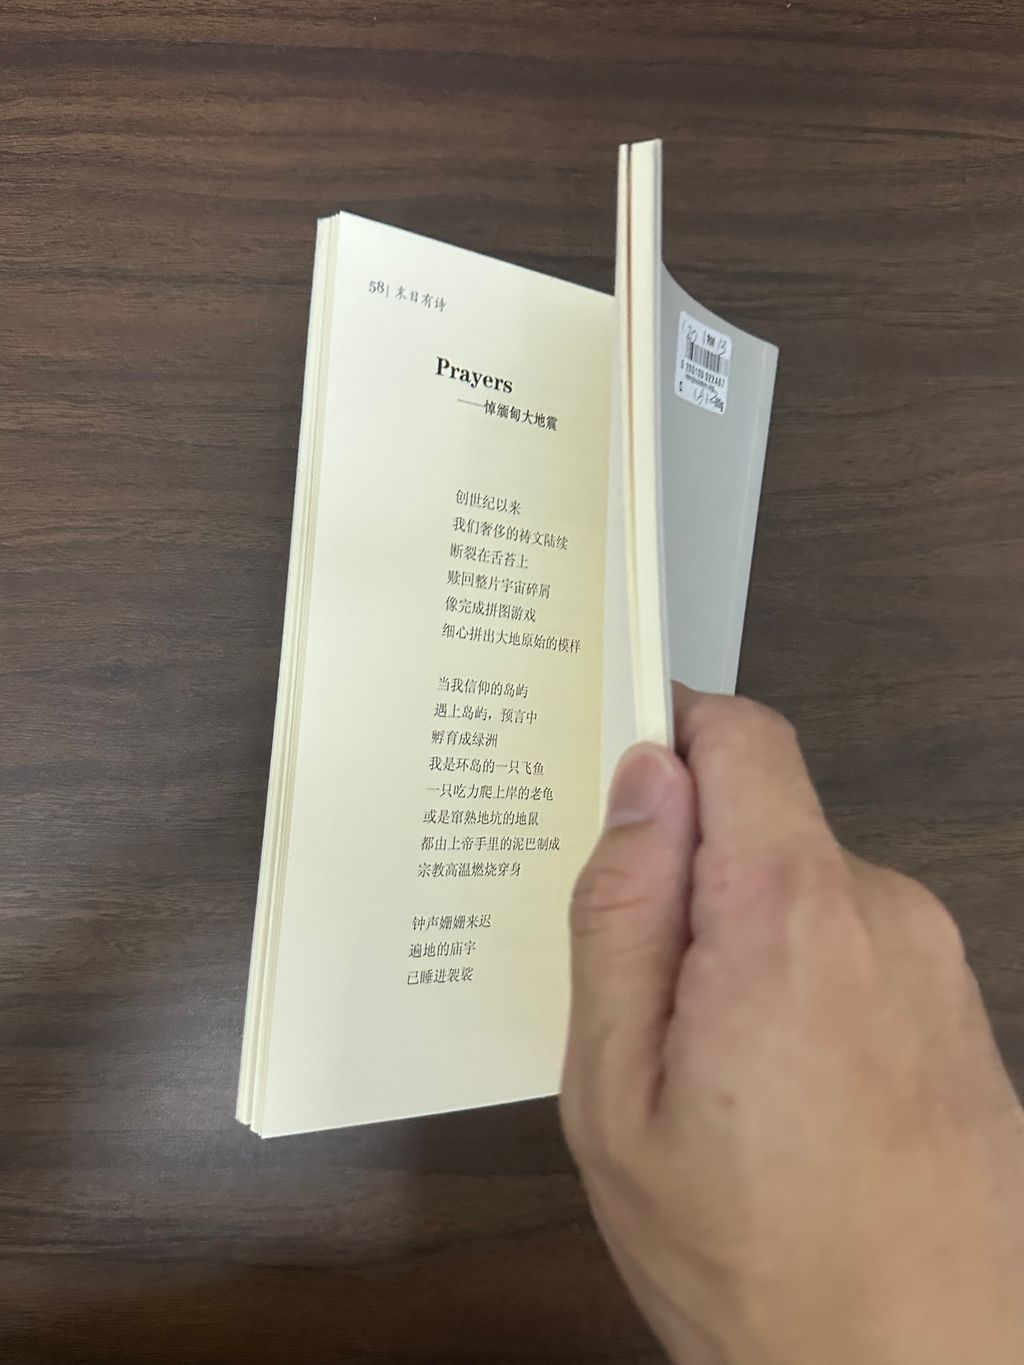 58| 末日有诗
Prayers
——悼缅甸大地震
创世纪以来
我们奢侈的祷文陆续
断裂在舌苔上
赎回整片宇宙碎屑
像完成拼图游戏
细心拼出大地原始的模样
当我信仰的岛屿
遇上岛屿，预言中
孵育成绿洲
我是环岛的一只飞鱼
一只吃力爬上岸的老龟
或是窜熟地坑的地鼠
都由上帝手里的泥巴制成
宗教高温燃烧穿身
钟声姗姗来迟
遍地的庙宇
已睡进袈裟